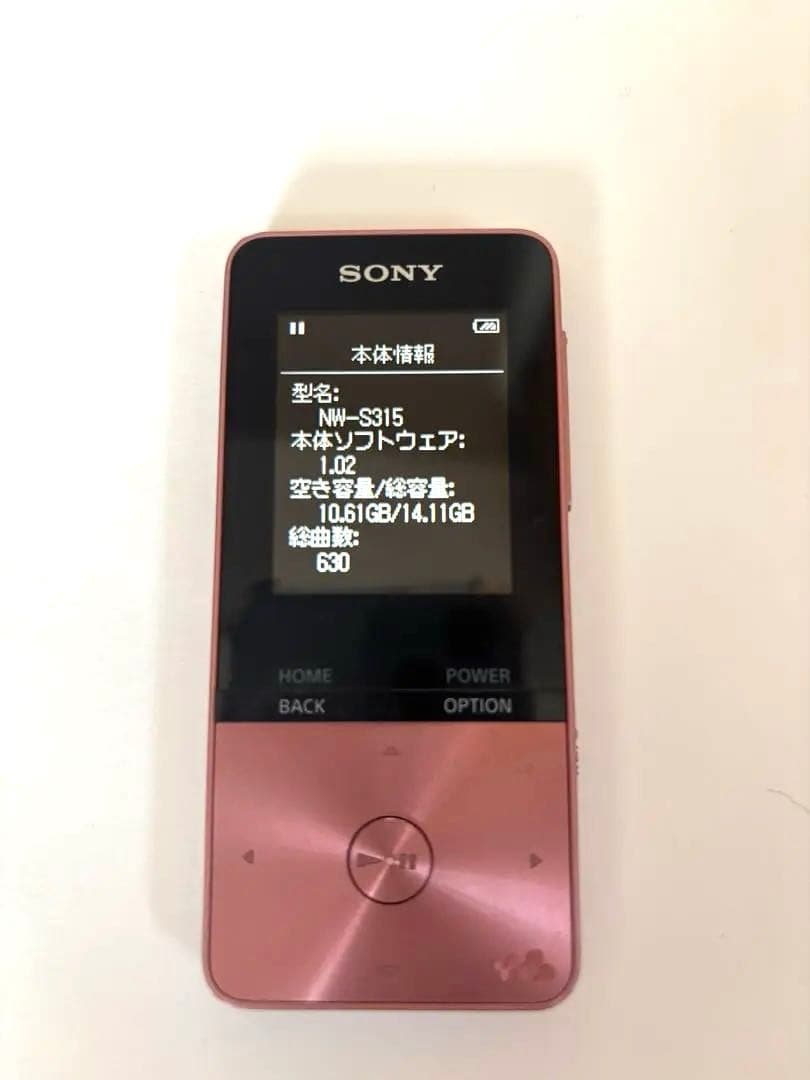 SONY
本体情報
型名:
NW-S315
本体ソフトウェア:
1.02
空き容量/総容量:
10.61GB/14.11GB
総曲数:
630
HOME POWER
BACK OPTION